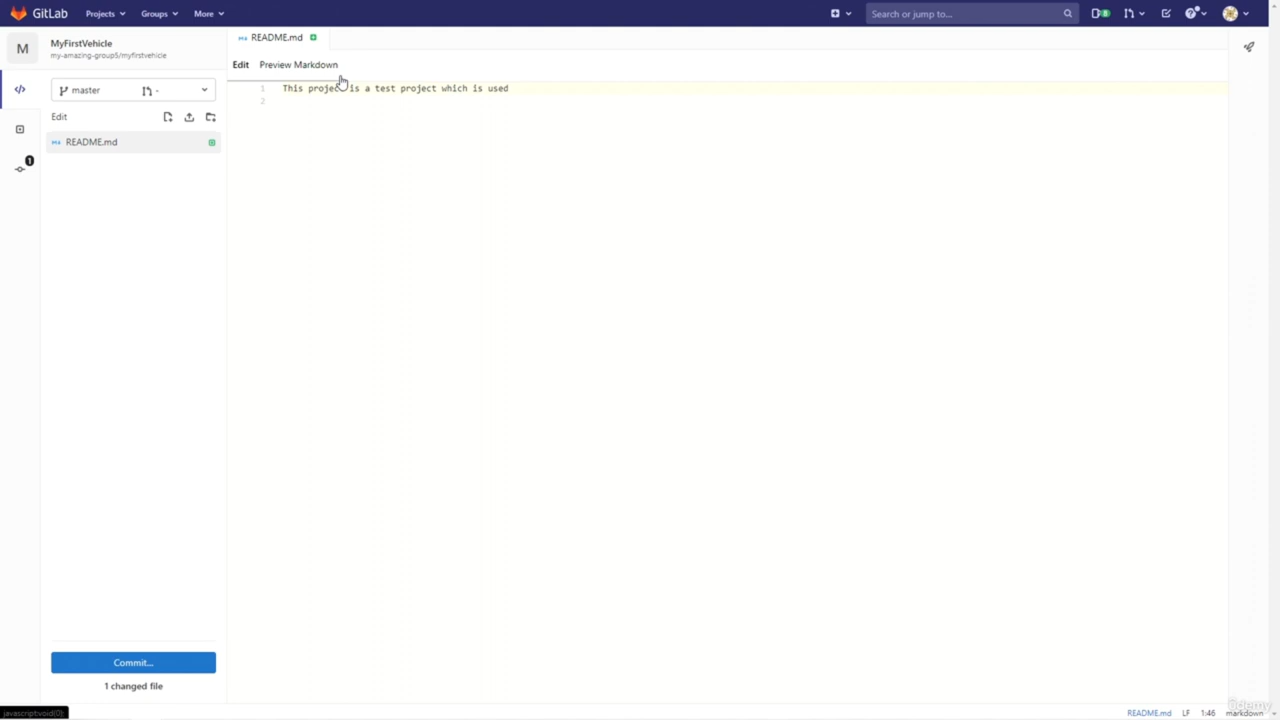 GitLab Projects Groups More Search or jump to... 8
M MyFirstVehicle
my-amazing-group5/myfirstvehicle
README.md
Edit Preview Markdown
master -
Edit
README.md
1
1 This project is a test project which is used
2
Commit...
1 changed file
javascript:void(0);
README.md LF 1:46 markdown
ûdemy